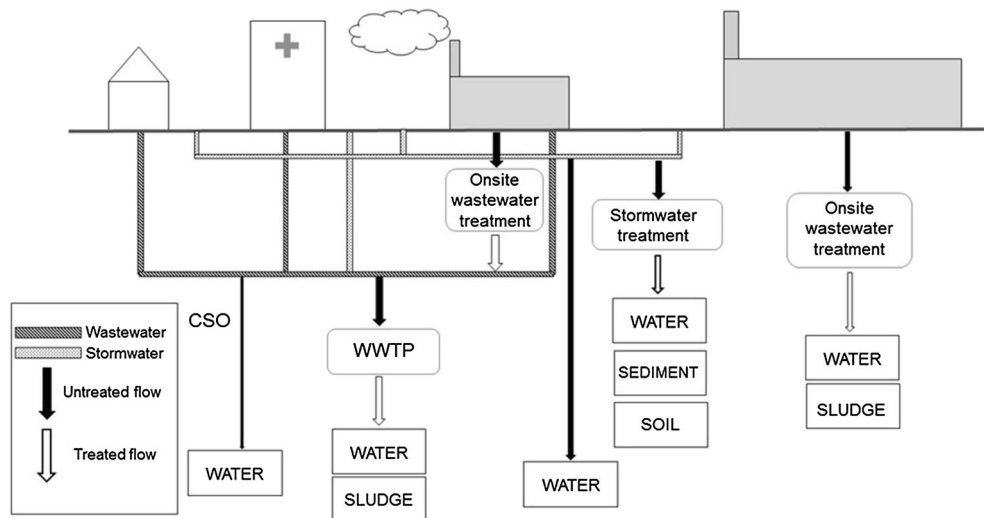 Onsite
wastewater
treatment
Stormwater
treatment
Onsite
wastewater
treatment
CSO
WWTP
WATER
SEDIMENT
SOIL
WATER
SLUDGE
Wastewater
Stormwater
Untreated flow
Treated flow
WATER
WATER
SLUDGE
WATER